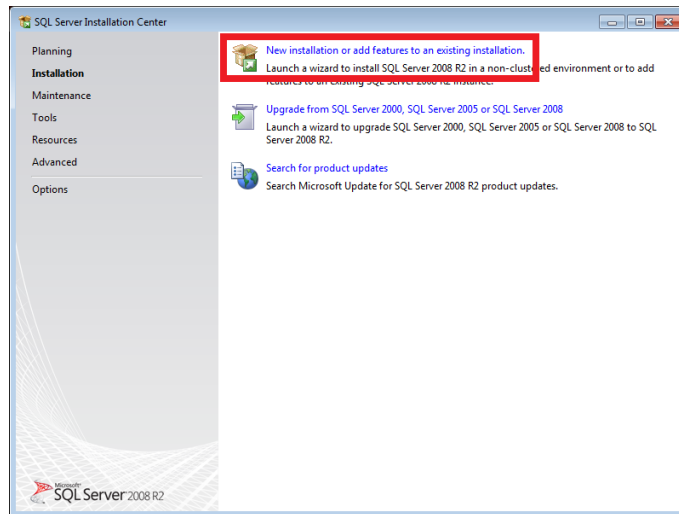 SQL Server Installation Center
Planning
Installation
Maintenance
Tools
Resources
Advanced
Options
New installation or add features to an existing installation.
Launch a wizard to install SQL Server 2008 R2 in a non-clustered environment or to add
features to an existing SQL Server 2008 R2 instance.
Upgrade from SQL Server 2000, SQL Server 2005 or SQL Server 2008
Launch a wizard to upgrade SQL Server 2000, SQL Server 2005 or SQL Server 2008 to SQL
Server 2008 R2.
Search for product updates
Search Microsoft Update for SQL Server 2008 R2 product updates.
Microsoft
SQL Server 2008 R2